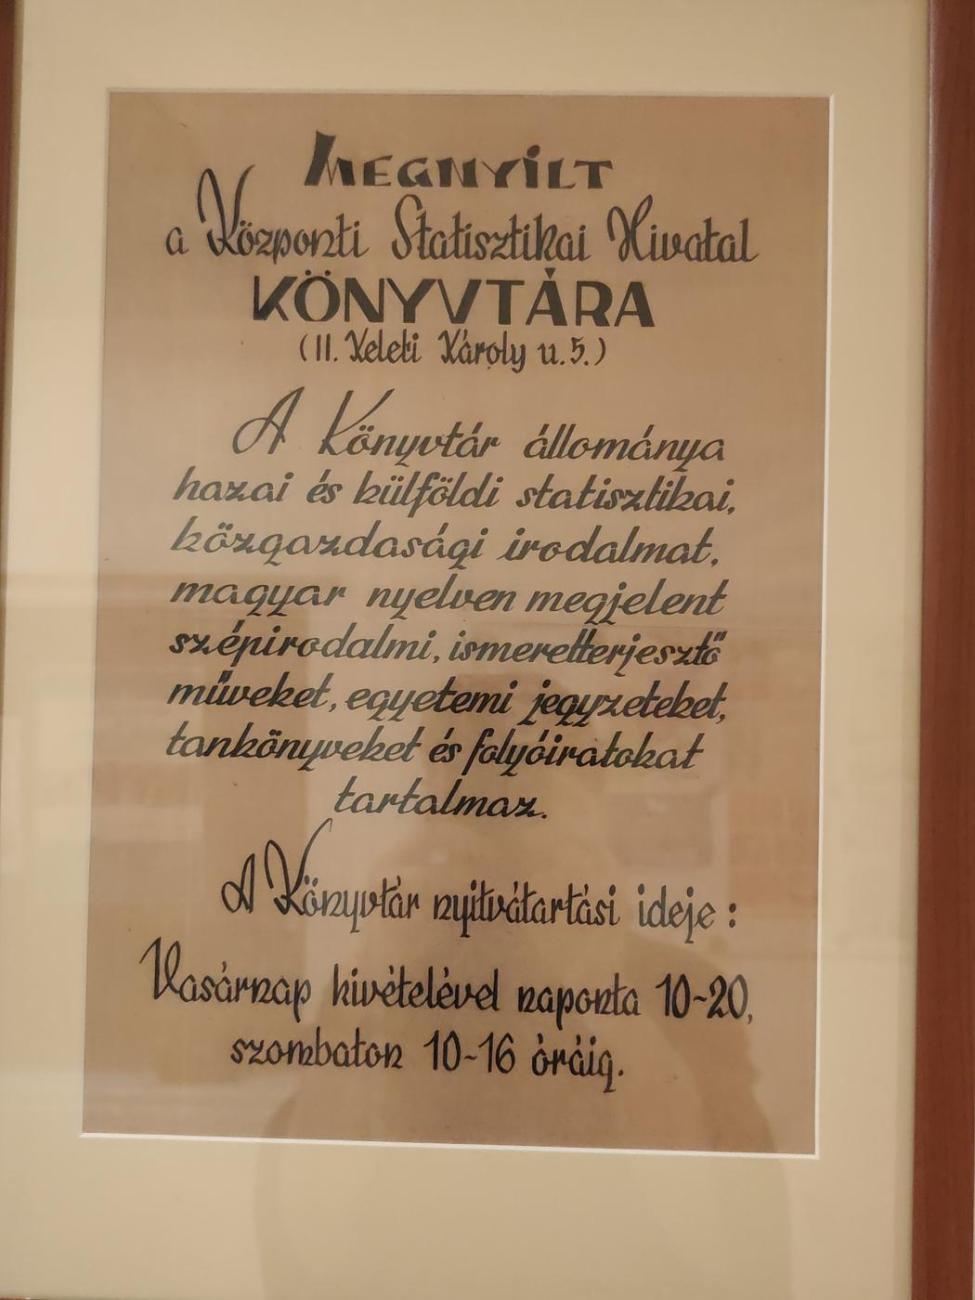 MEGNYÍLT
a Központi Statisztikai Hivatal
KÖNYVTÁRA
(II. Keleti Károly u. 5.)
A Könyvtár állománya
hazai és külföldi statisztikai,
közgazdasági irodalmat,
magyar nyelven megjelent
szépirodalmi, ismeretterjesztő
műveket, egyetemi jegyzeteket,
tankönyveket és folyóiratokat
tartalmaz.
A Könyvtár nyitvátartási ideje:
Vasárnap kivételével naponta 10-20,
szombaton 10-16 óráig.